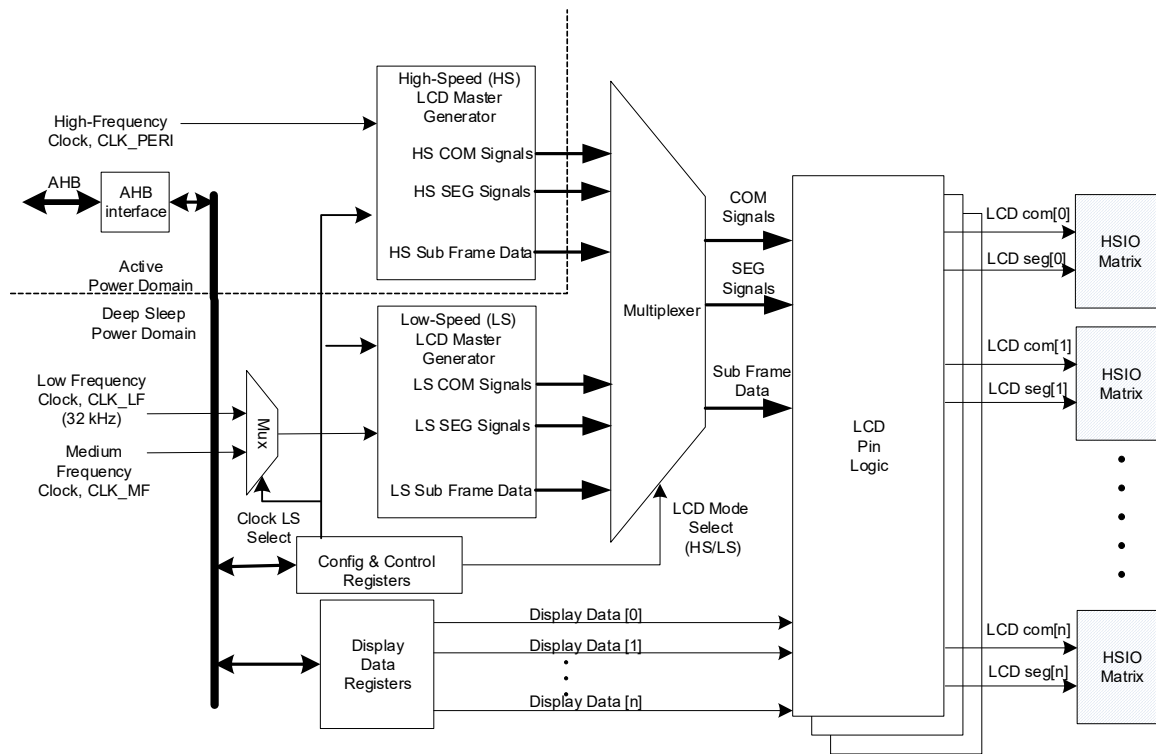 High-Speed (HS)
LCD Master
Generator
High-Frequency
Clock, CLK_PERI
HS COM Signals
HS SEG Signals
HS Sub Frame Data
AHB
AHB
interface
Active
Power Domain
Deep Sleep
Power Domain
Low-Speed (LS)
LCD Master
Generator
LS COM Signals
LS SEG Signals
LS Sub Frame Data
Low Frequency
Clock, CLK_LF
(32 kHz)
Medium
Frequency
Clock, CLK_MF
Mux
Clock LS
Select
Config & Control
Registers
Multiplexer
LCD Mode
Select
(HS/LS)
COM
Signals
SEG
Signals
Sub Frame
Data
Display
Data
Registers
Display Data [0]
Display Data [1]
Display Data [n]
LCD
Pin
Logic
LCD com[0]
LCD seg[0]
HSIO
Matrix
LCD com[1]
LCD seg[1]
HSIO
Matrix
LCD com[n]
LCD seg[n]
HSIO
Matrix